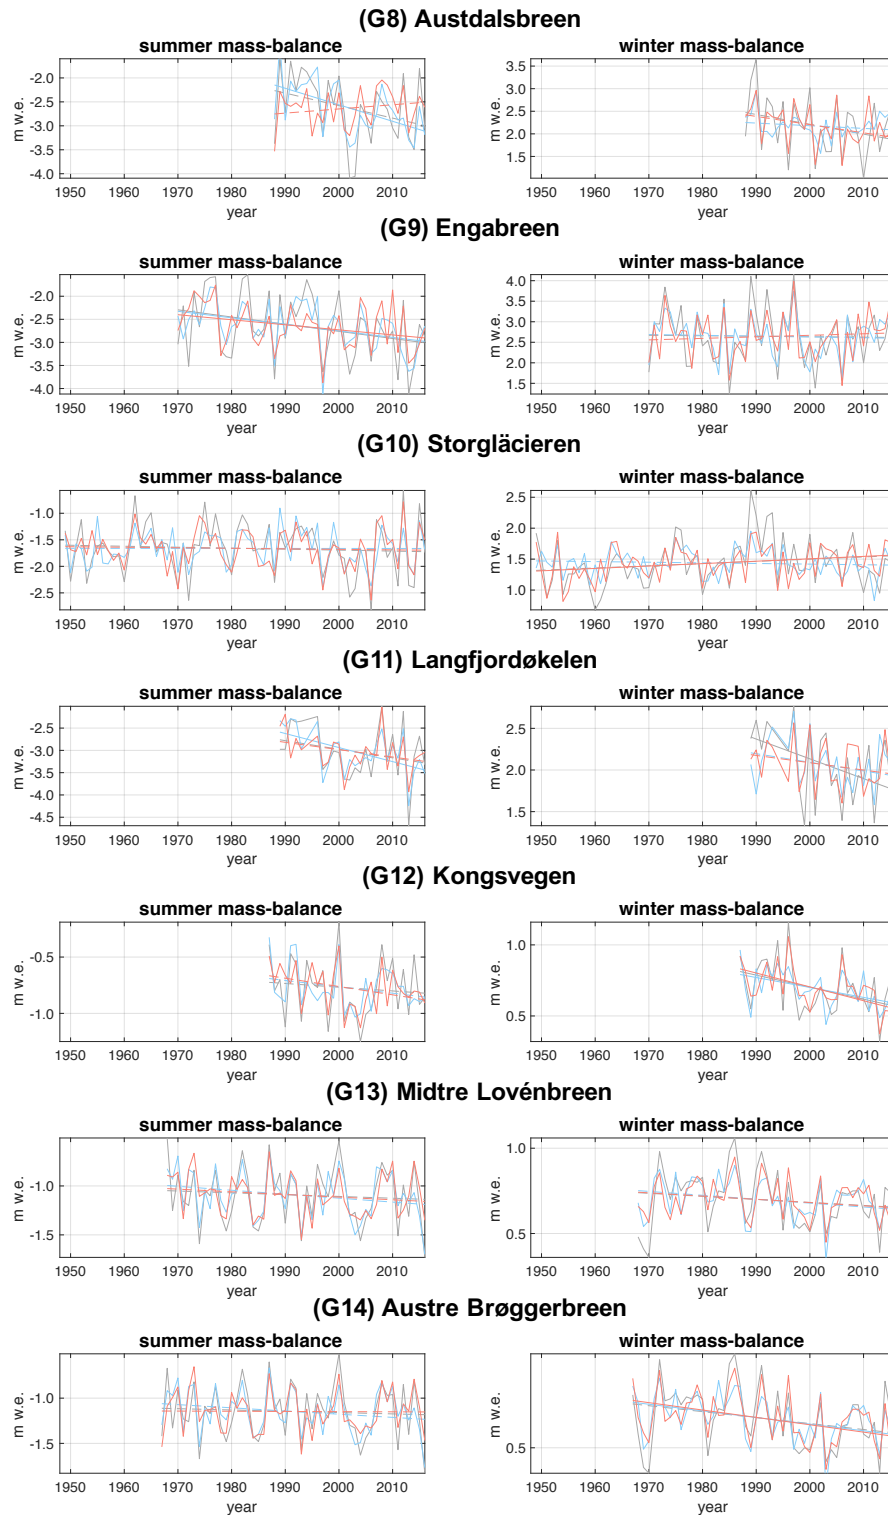 (G8) Austdalsbreen
summer mass-balance winter mass-balance
m w.e.
-2.0
-2.5
-3.0
-3.5
-4.0
1950 1960 1970 1980 1990 2000 2010
year
3.5
3.0
2.5
2.0
1.5
1950 1960 1970 1980 1990 2000 2010
year
(G9) Engabreen
summer mass-balance winter mass-balance
m w.e.
-2.0
-2.5
-3.0
-3.5
-4.0
1950 1960 1970 1980 1990 2000 2010
year
4.0
3.5
3.0
2.5
2.0
1.5
1950 1960 1970 1980 1990 2000 2010
year
(G10) Storgläcieren
summer mass-balance winter mass-balance
m w.e.
-1.0
-1.5
-2.0
-2.5
1950 1960 1970 1980 1990 2000 2010
year
2.5
2.0
1.5
1.0
1950 1960 1970 1980 1990 2000 2010
year
(G11) Langfjordøkelen
summer mass-balance winter mass-balance
m w.e.
-2.5
-3.0
-3.5
-4.0
-4.5
1950 1960 1970 1980 1990 2000 2010
year
2.5
2.0
1.5
1950 1960 1970 1980 1990 2000 2010
year
(G12) Kongsvegen
summer mass-balance winter mass-balance
m w.e.
-0.5
-1.0
1950 1960 1970 1980 1990 2000 2010
year
m w.e.
1.0
0.5
1950 1960 1970 1980 1990 2000 2010
year
(G13) Midtre Lovénbreen
summer mass-balance winter mass-balance
m w.e.
-1.0
-1.5
1950 1960 1970 1980 1990 2000 2010
year
m w.e.
1.0
0.5
1950 1960 1970 1980 1990 2000 2010
year
(G14) Austre Brøggerbreen
summer mass-balance winter mass-balance
m w.e.
-1.0
-1.5
1950 1960 1970 1980 1990 2000 2010
year
m w.e.
0.5
1950 1960 1970 1980 1990 2000 2010
year